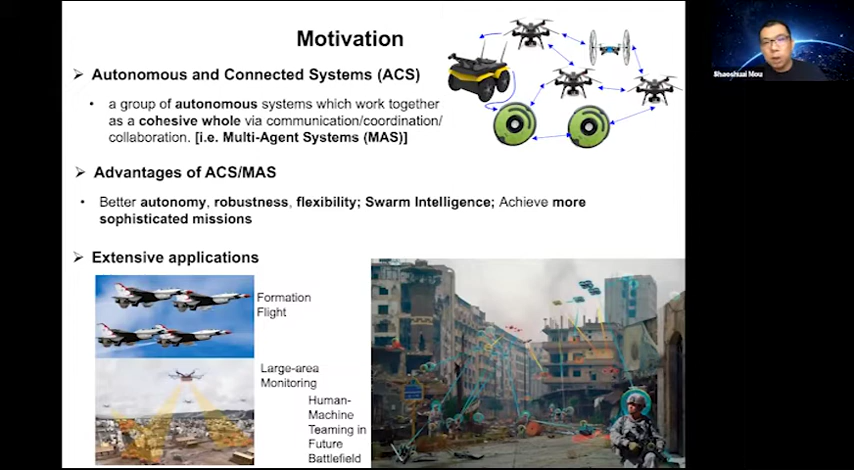 Motivation
Autonomous and Connected Systems (ACS)
a group of autonomous systems which work together
as a cohesive whole via communication/coordination/
collaboration. [i.e. Multi-Agent Systems (MAS)]
Advantages of ACS/MAS
Better autonomy, robustness, flexibility; Swarm Intelligence; Achieve more
sophisticated missions
Extensive applications
Formation
Flight
Large-area
Monitoring
Human-
Machine
Teaming in
Future
Battlefield
Shaoshuai Mou